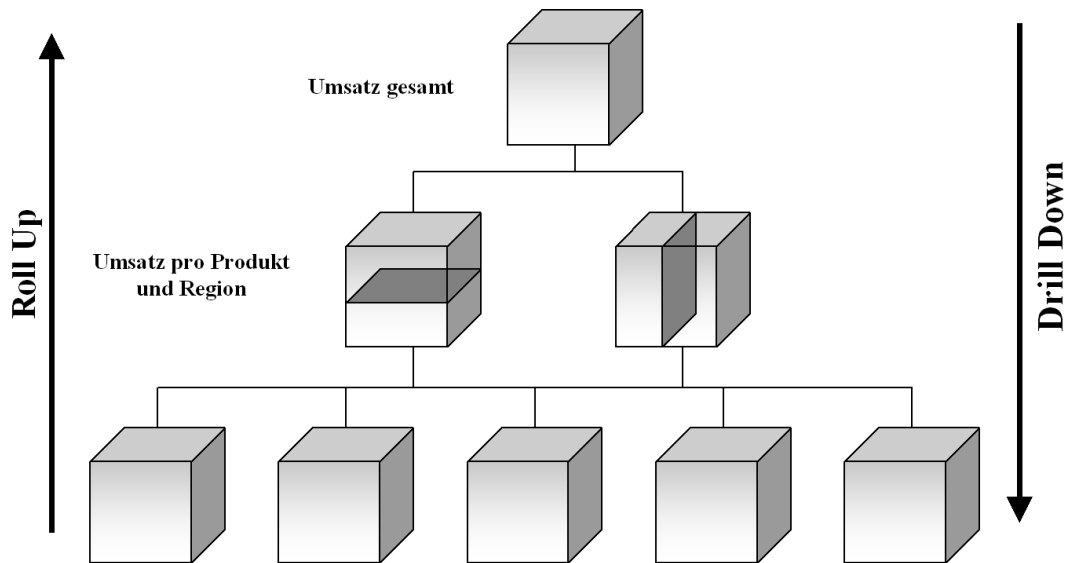 Umsatz gesamt
Roll Up
Umsatz pro Produkt
und Region
Drill Down